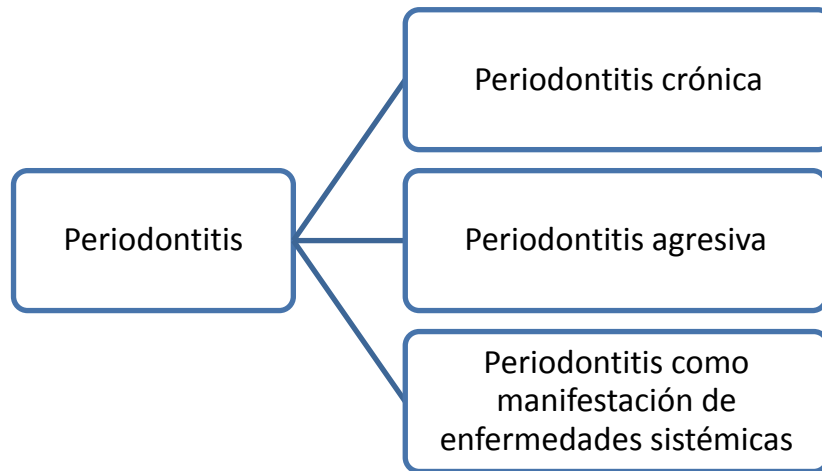 Periodontitis
Periodontitis crónica
Periodontitis agresiva
Periodontitis como
manifestación de
enfermedades sistémicas